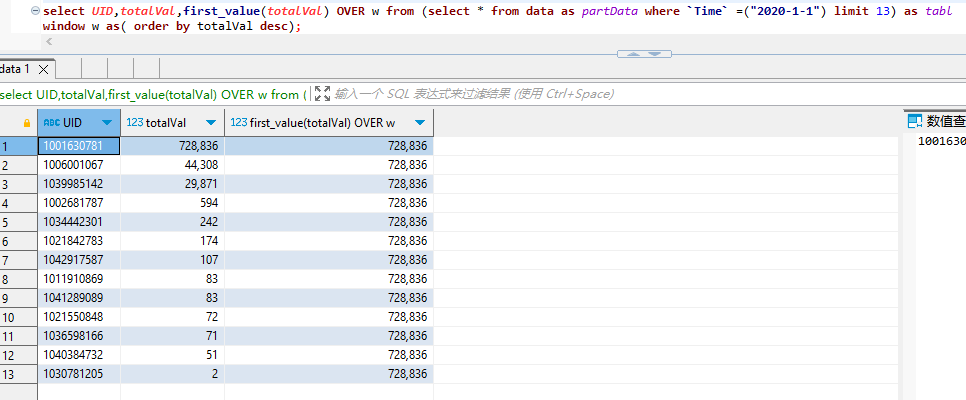 select UID,totalVal,first_value(totalVal) OVER w from (select * from data as partData where `Time` =("2020-1-1") limit 13) as tabl
window w as( order by totalVal desc);
data 1
select UID,totalVal,first_value(totalVal) OVER w from ( 输入一个 SQL 表达式来过滤结果 (使用 Ctrl+Space)
ABC UID 123 totalVal 123 first_value(totalVal) OVER w 数值查
1 1001630781 728,836 728,836 1001630
2 1006001067 44,308 728,836
3 1039985142 29,871 728,836
4 1002681787 594 728,836
5 1034442301 242 728,836
6 1021842783 174 728,836
7 1042917587 107 728,836
8 1011910869 83 728,836
9 1041289089 83 728,836
10 1021550848 72 728,836
11 1036598166 71 728,836
12 1040384732 51 728,836
13 1030781205 2 728,836